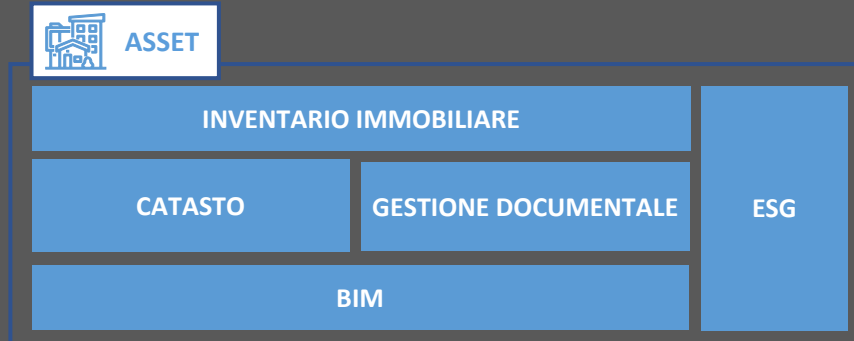 ASSET
INVENTARIO IMMOBILIARE
CATASTO
GESTIONE DOCUMENTALE
ESG
BIM